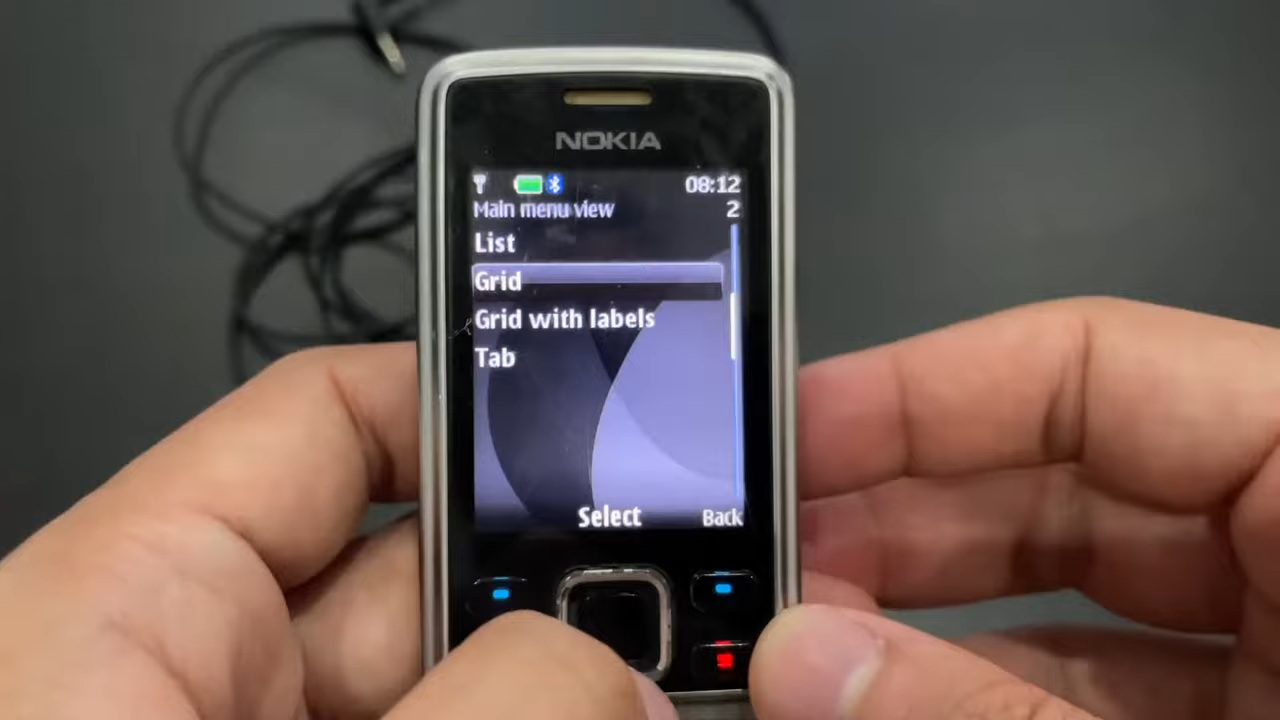 NOKIA
08:12
Main menu view 2
List
Grid
Grid with labels
Tab
Select Back